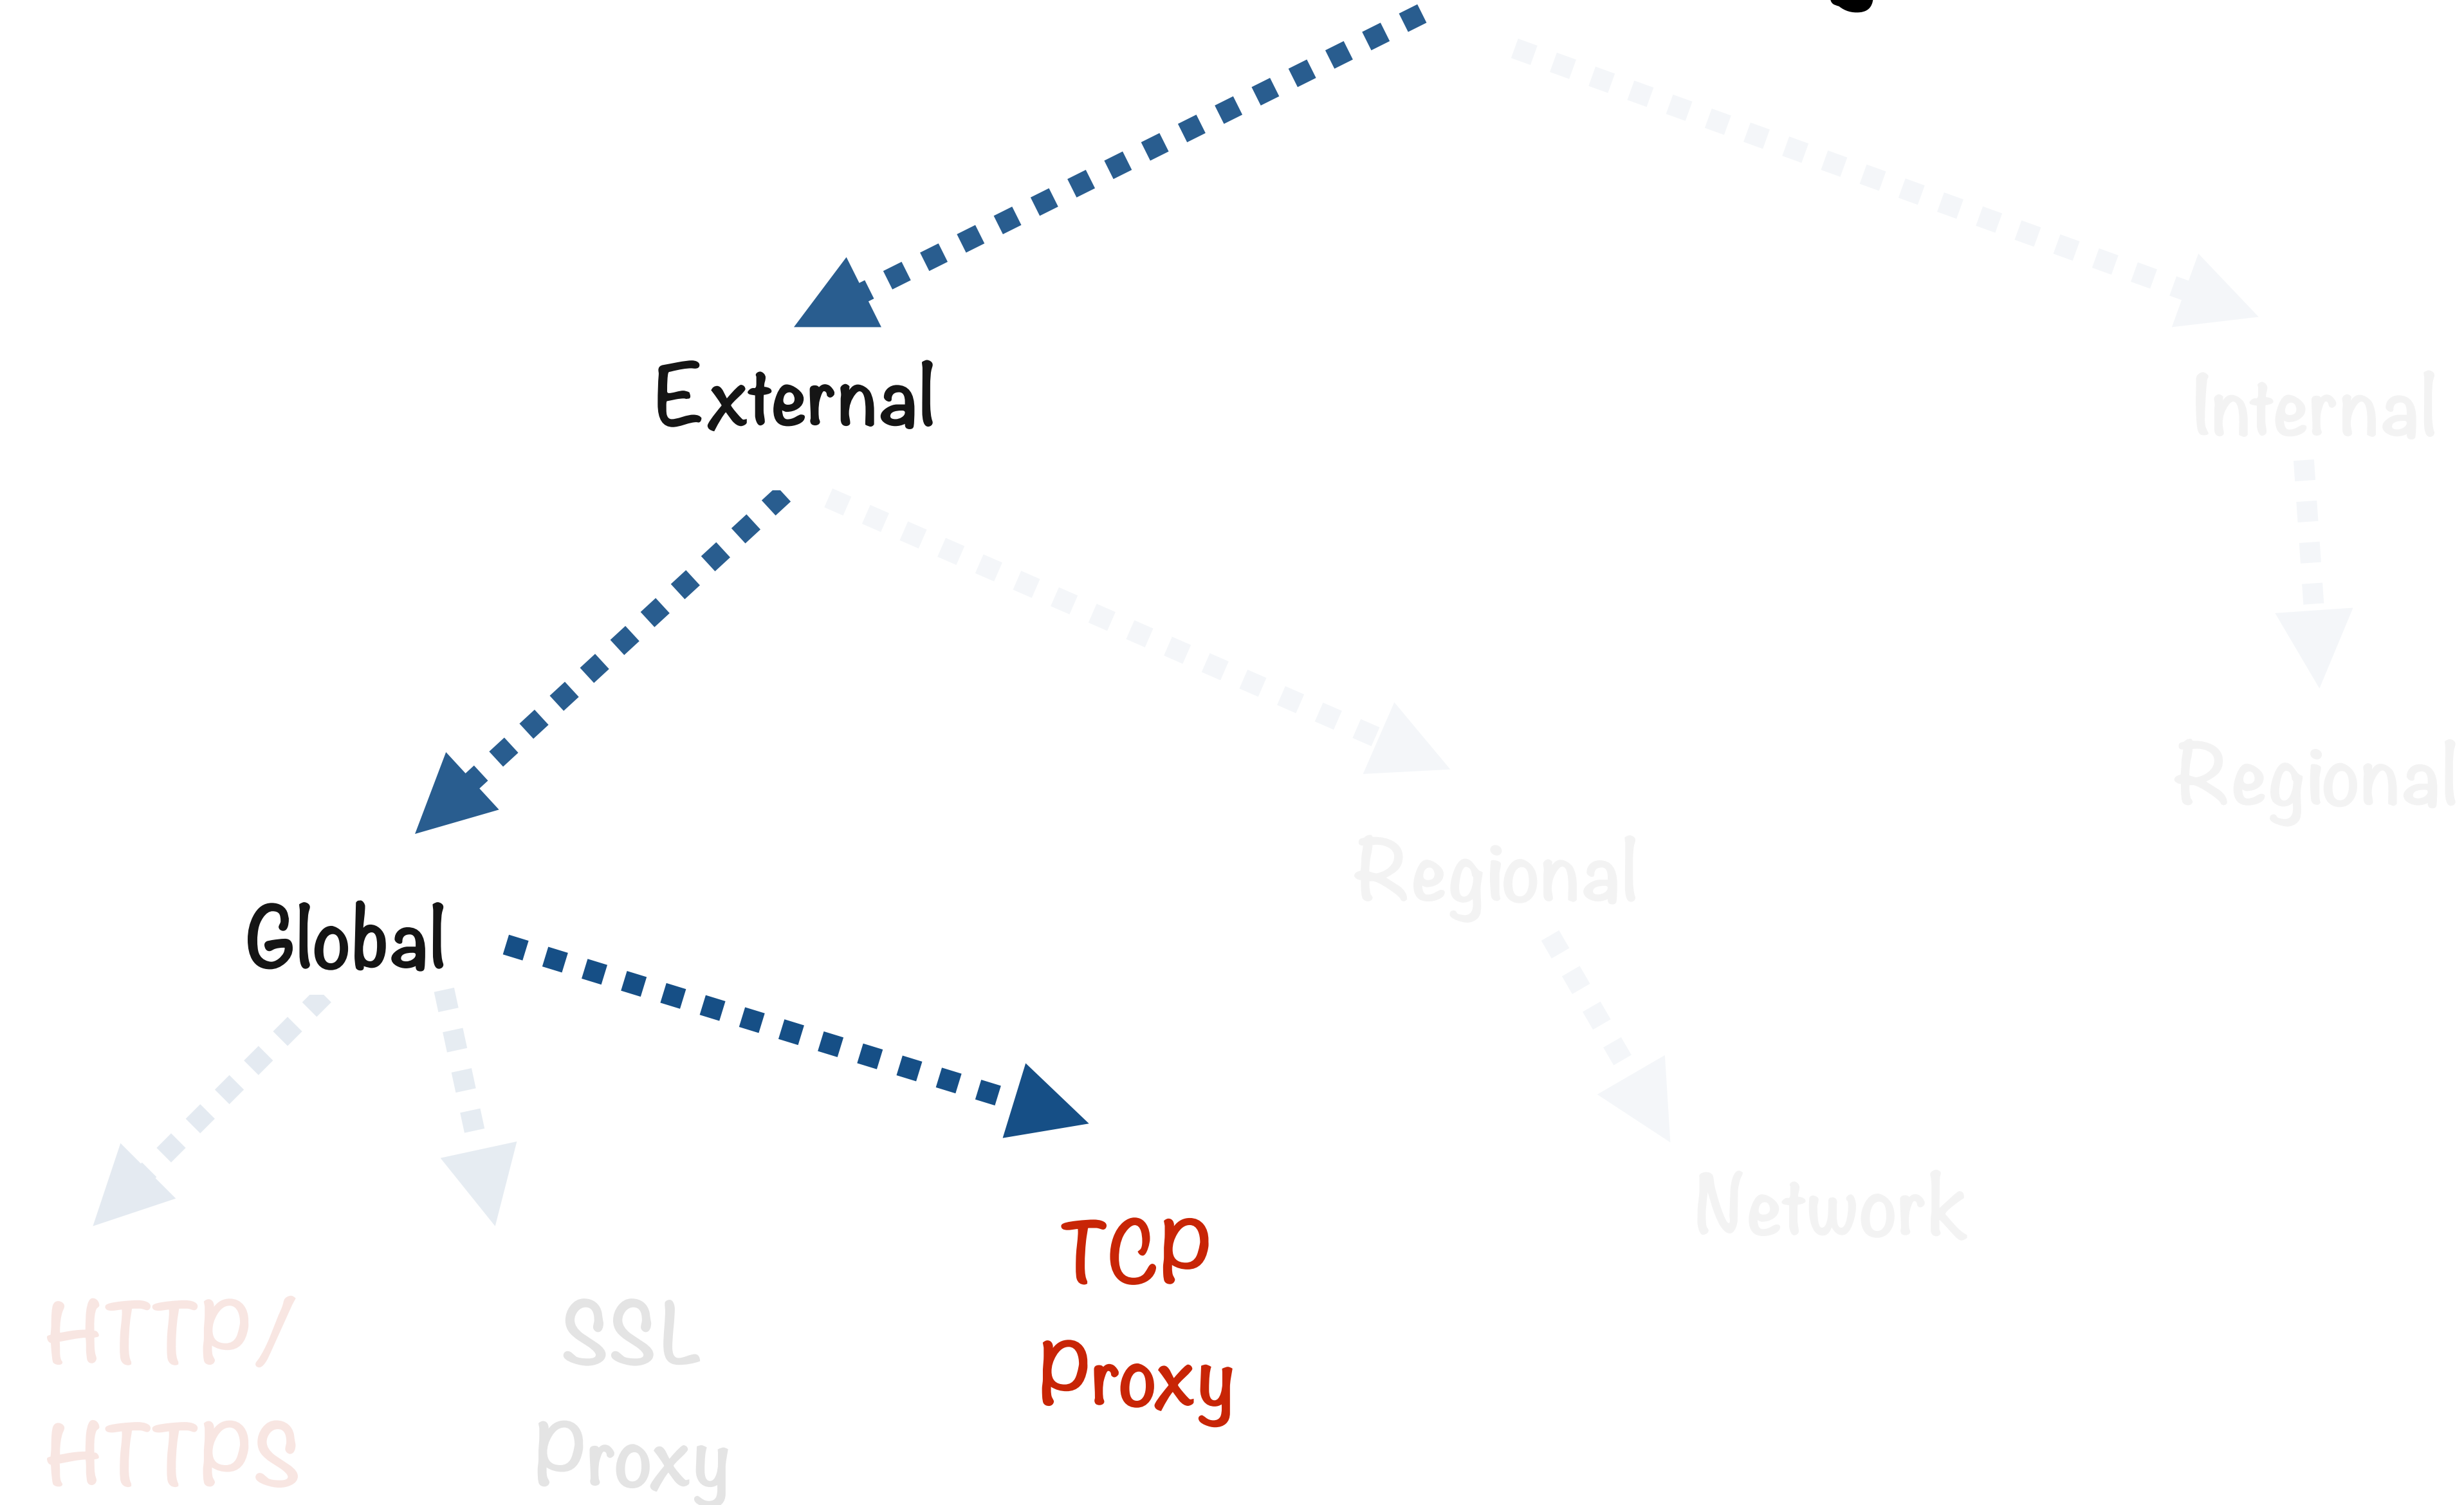 External
Internal
Regional
Regional
Global
Network
TCP
Proxy
HTTP/
HTTPS
SSL
Proxy